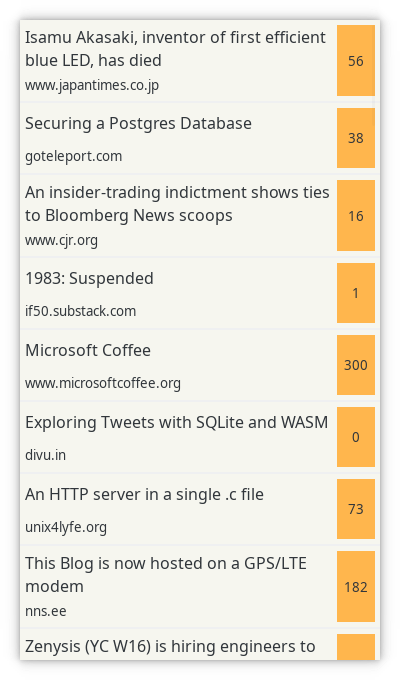 Isamu Akasaki, inventor of first efficient
blue LED, has died
www.japantimes.co.jp
56
Securing a Postgres Database
goteleport.com
38
An insider-trading indictment shows ties
to Bloomberg News scoops
www.cjr.org
16
1983: Suspended
if50.substack.com
1
Microsoft Coffee
www.microsoftcoffee.org
300
Exploring Tweets with SQLite and WASM
divu.in
0
An HTTP server in a single .c file
unix4lyfe.org
73
This Blog is now hosted on a GPS/LTE
modem
nns.ee
182
Zenysis (YC W16) is hiring engineers to